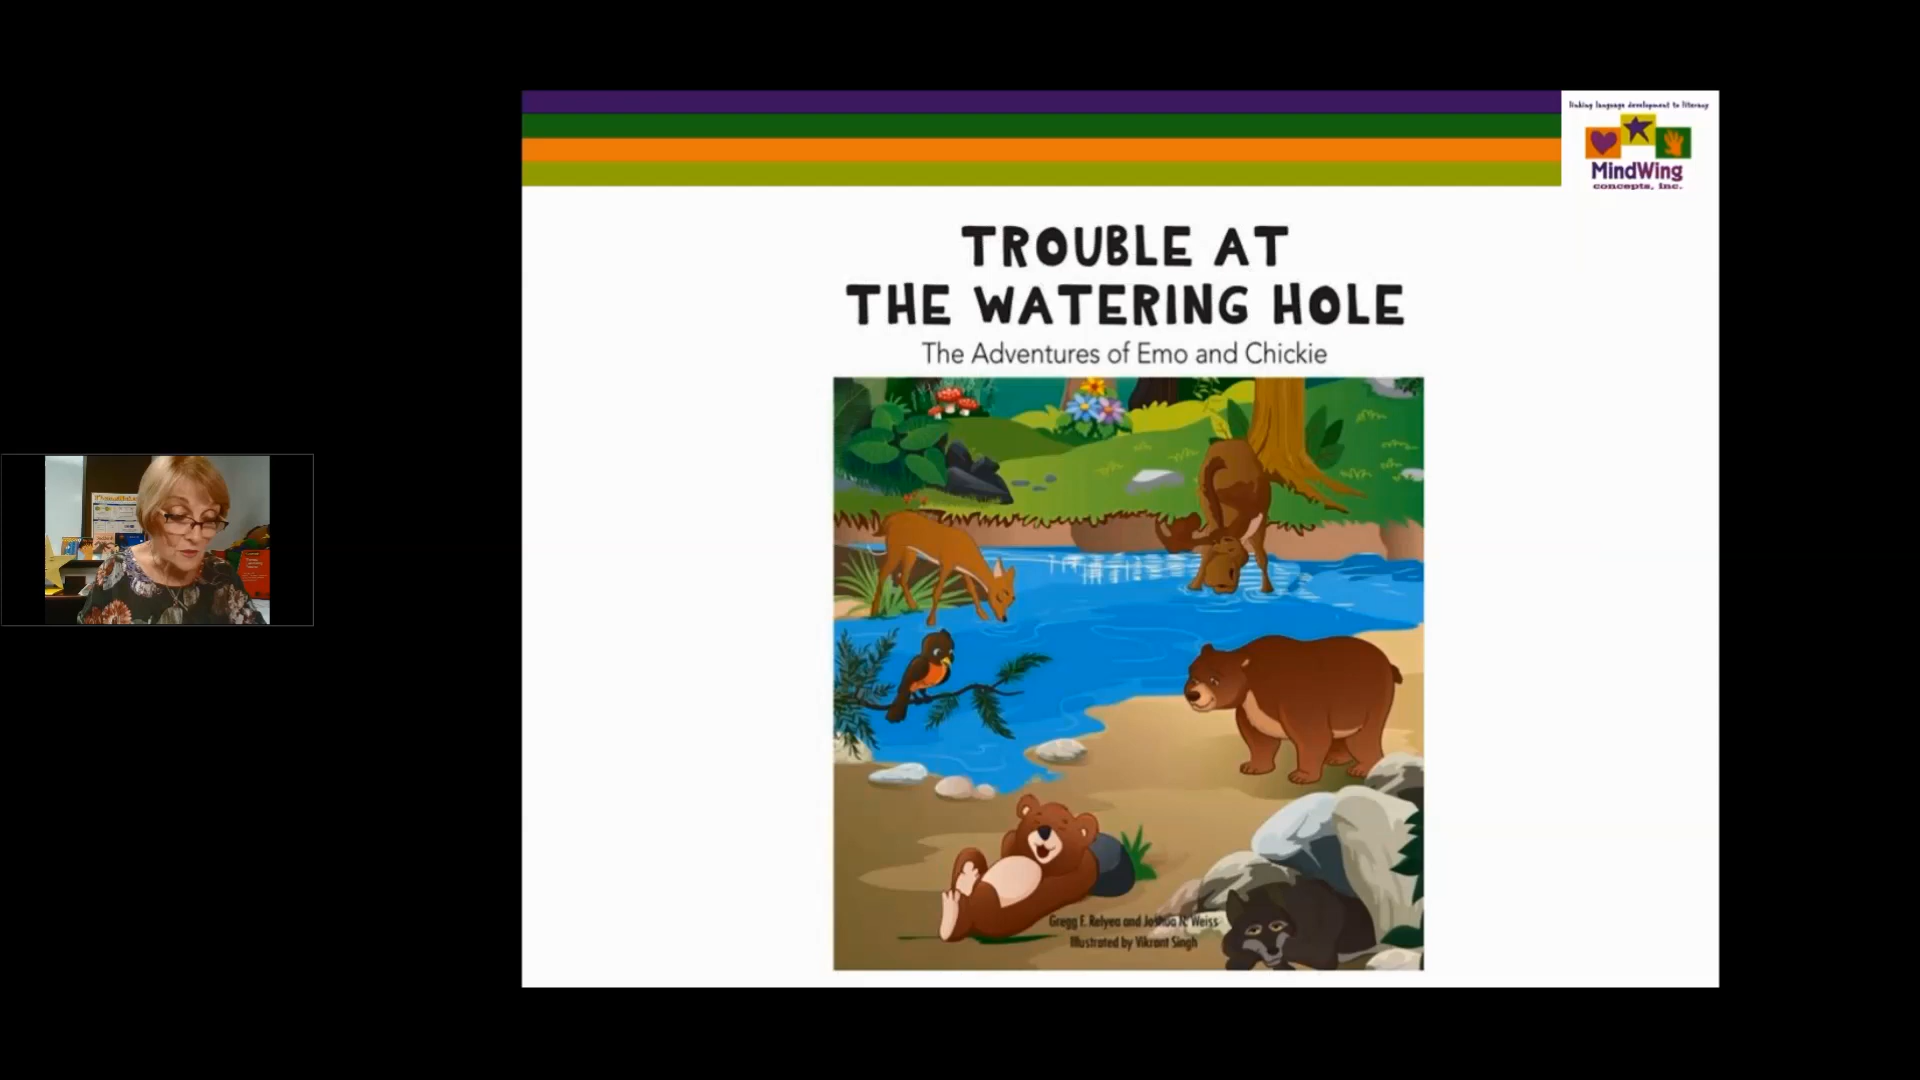 linking language development to literacy
MindWing
concepts, inc.
TROUBLE AT
THE WATERING HOLE
The Adventures of Emo and Chickie
Gregg F. Relyea and Joshua N. Weiss
Illustrated by Vikrant Singh